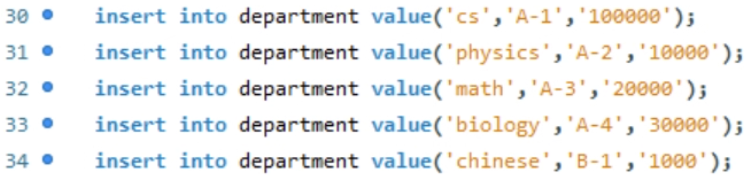 30 insert into department value('cs','A-1','100000');
31 insert into department value('physics','A-2','10000');
32 insert into department value('math','A-3','20000');
33 insert into department value('biology','A-4','30000');
34 insert into department value('chinese','B-1','1000');